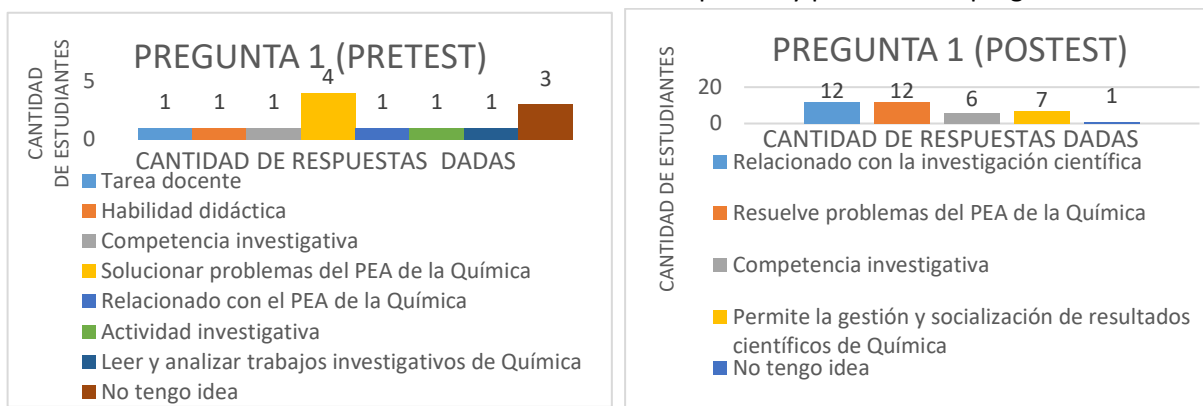 PREGUNTA 1 (PRETEST)
CANTIDAD
DE ESTUDIANTES
5
0
1 1 1 4 1 1 1 3
CANTIDAD DE RESPUESTAS DADAS
Tarea docente
Habilidad didáctica
Competencia investigativa
Solucionar problemas del PEA de la Química
Relacionado con el PEA de la Química
Actividad investigativa
Leer y analizar trabajos investigativos de Química
No tengo idea
PREGUNTA 1 (POSTEST)
CANTIDAD DE ESTUDIANTES
20
0
12 12 6 7 1
CANTIDAD DE RESPUESTAS DADAS
Relacionado con la investigación científica
Resuelve problemas del PEA de la Química
Competencia investigativa
Permite la gestión y socialización de resultados
científicos de Química
No tengo idea